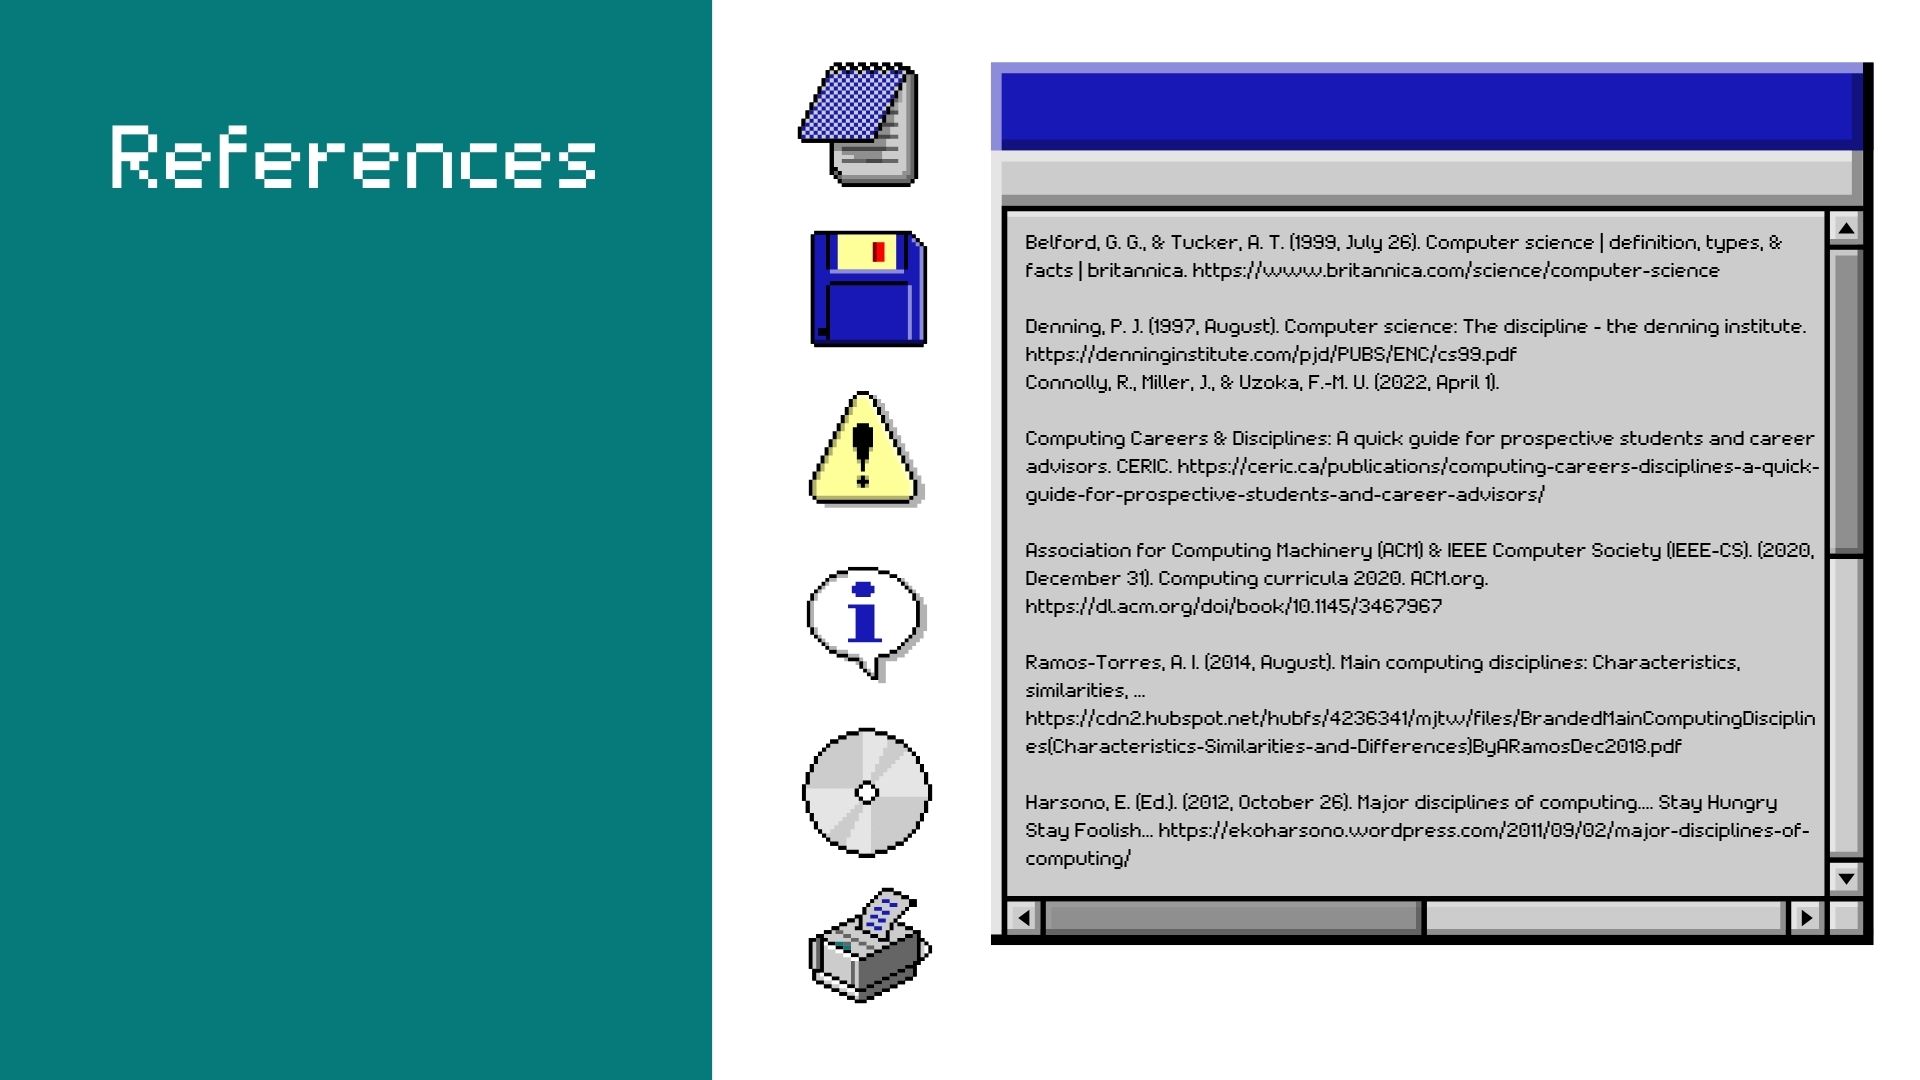 References
Belford, G. G., & Tucker, A. T. (1999, July 26). Computer science | definition, types, &
facts | britannica. https://www.britannica.com/science/computer-science
Denning, P. J. (1997, August). Computer science: The discipline - the denning institute.
https://denninginstitute.com/pjd/PUBS/ENC/cs99.pdf
Connolly, R., Miller, J., & Uzoka, F.-M. U. (2022, April 1).
Computing Careers & Disciplines: A quick guide for prospective students and career
advisors. CERIC. https://ceric.ca/publications/computing-careers-disciplines-a-quick-
guide-for-prospective-students-and-career-advisors/
Association for Computing Machinery (ACM) & IEEE Computer Society (IEEE-CS). (2020,
December 31). Computing curricula 2020. ACM.org.
https://dl.acm.org/doi/book/10.1145/3467967
Ramos-Torres, A. I. (2014, August). Main computing disciplines: Characteristics,
similarities, ...
https://cdn2.hubspot.net/hubfs/4236341/mjtw/files/BrandedMainComputingDisciplin
es(Characteristics-Similarities-and-Differences)ByARamosDec2018.pdf
Harsono, E. (Ed.). (2012, October 26). Major disciplines of computing.... Stay Hungry
Stay Foolish... https://ekoharsono.wordpress.com/2011/09/02/major-disciplines-of-
computing/